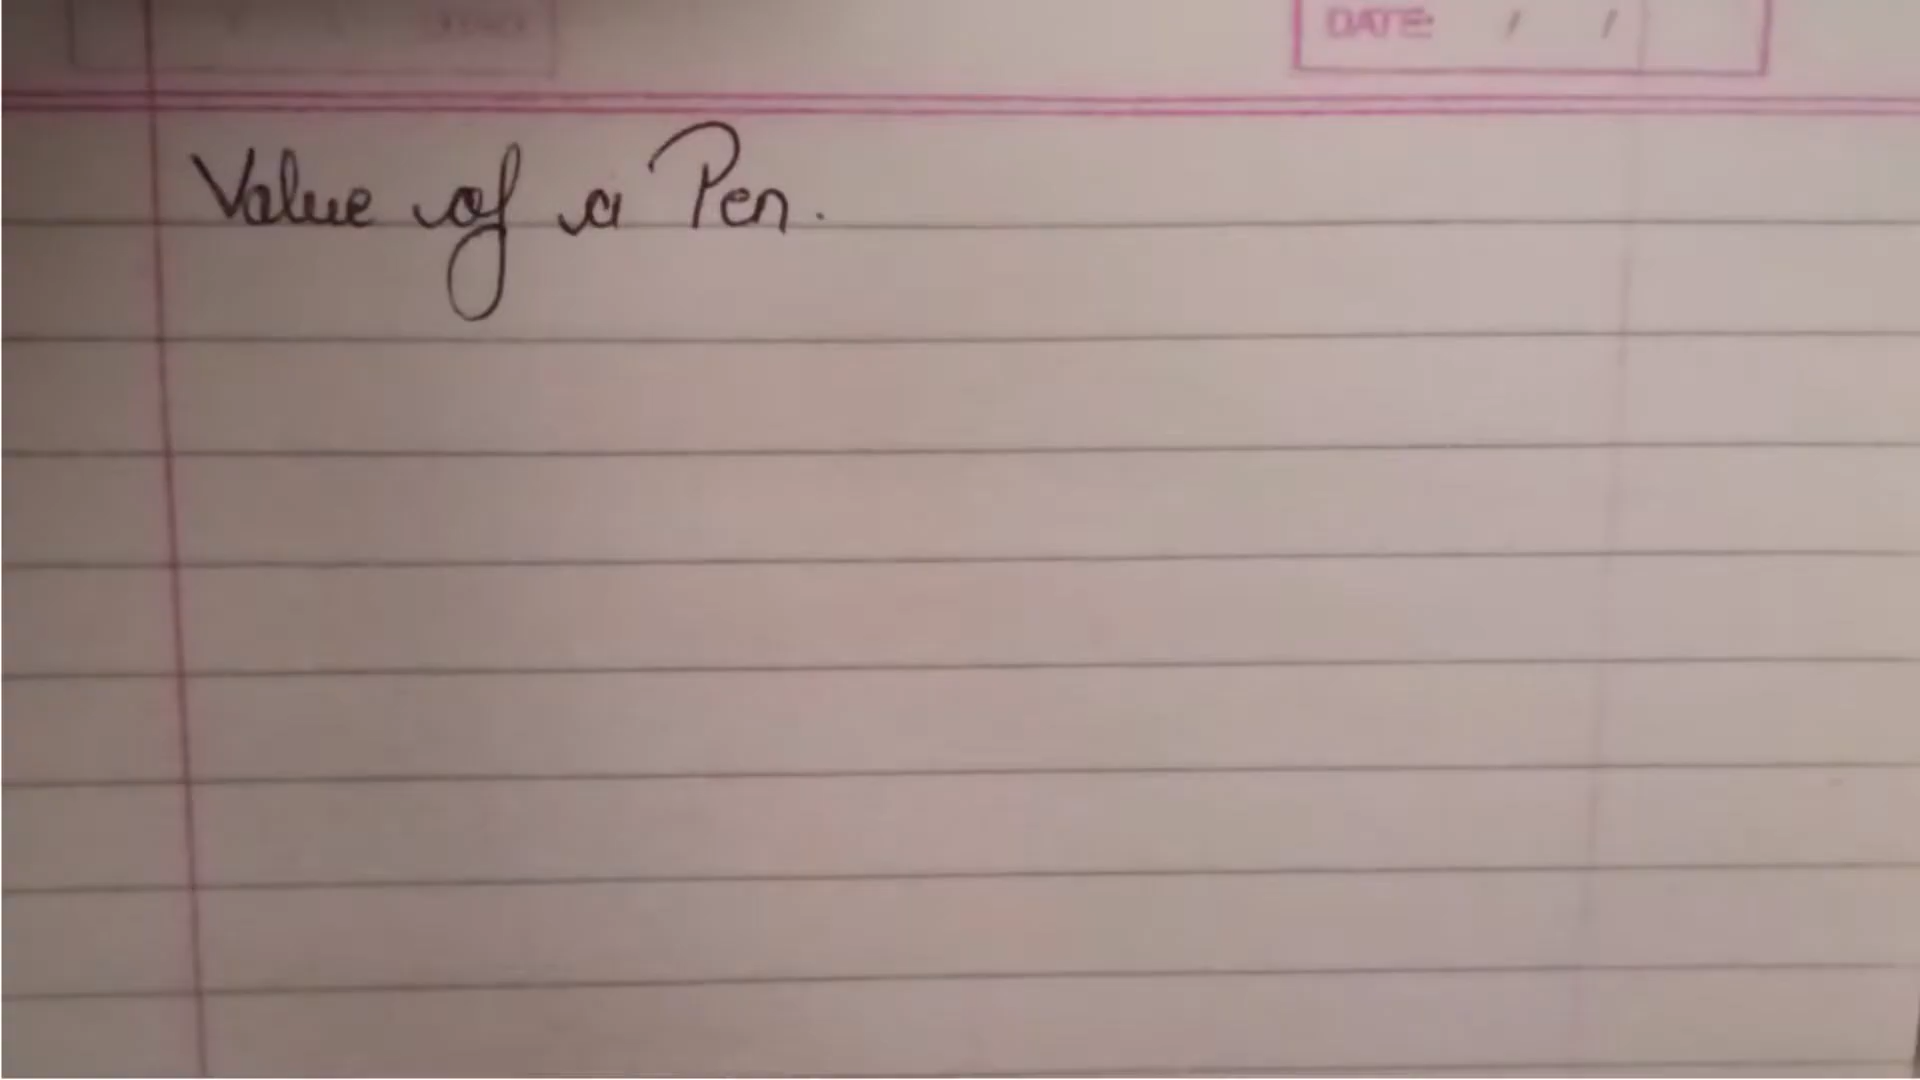 DATE: / /
Value of a Pen.